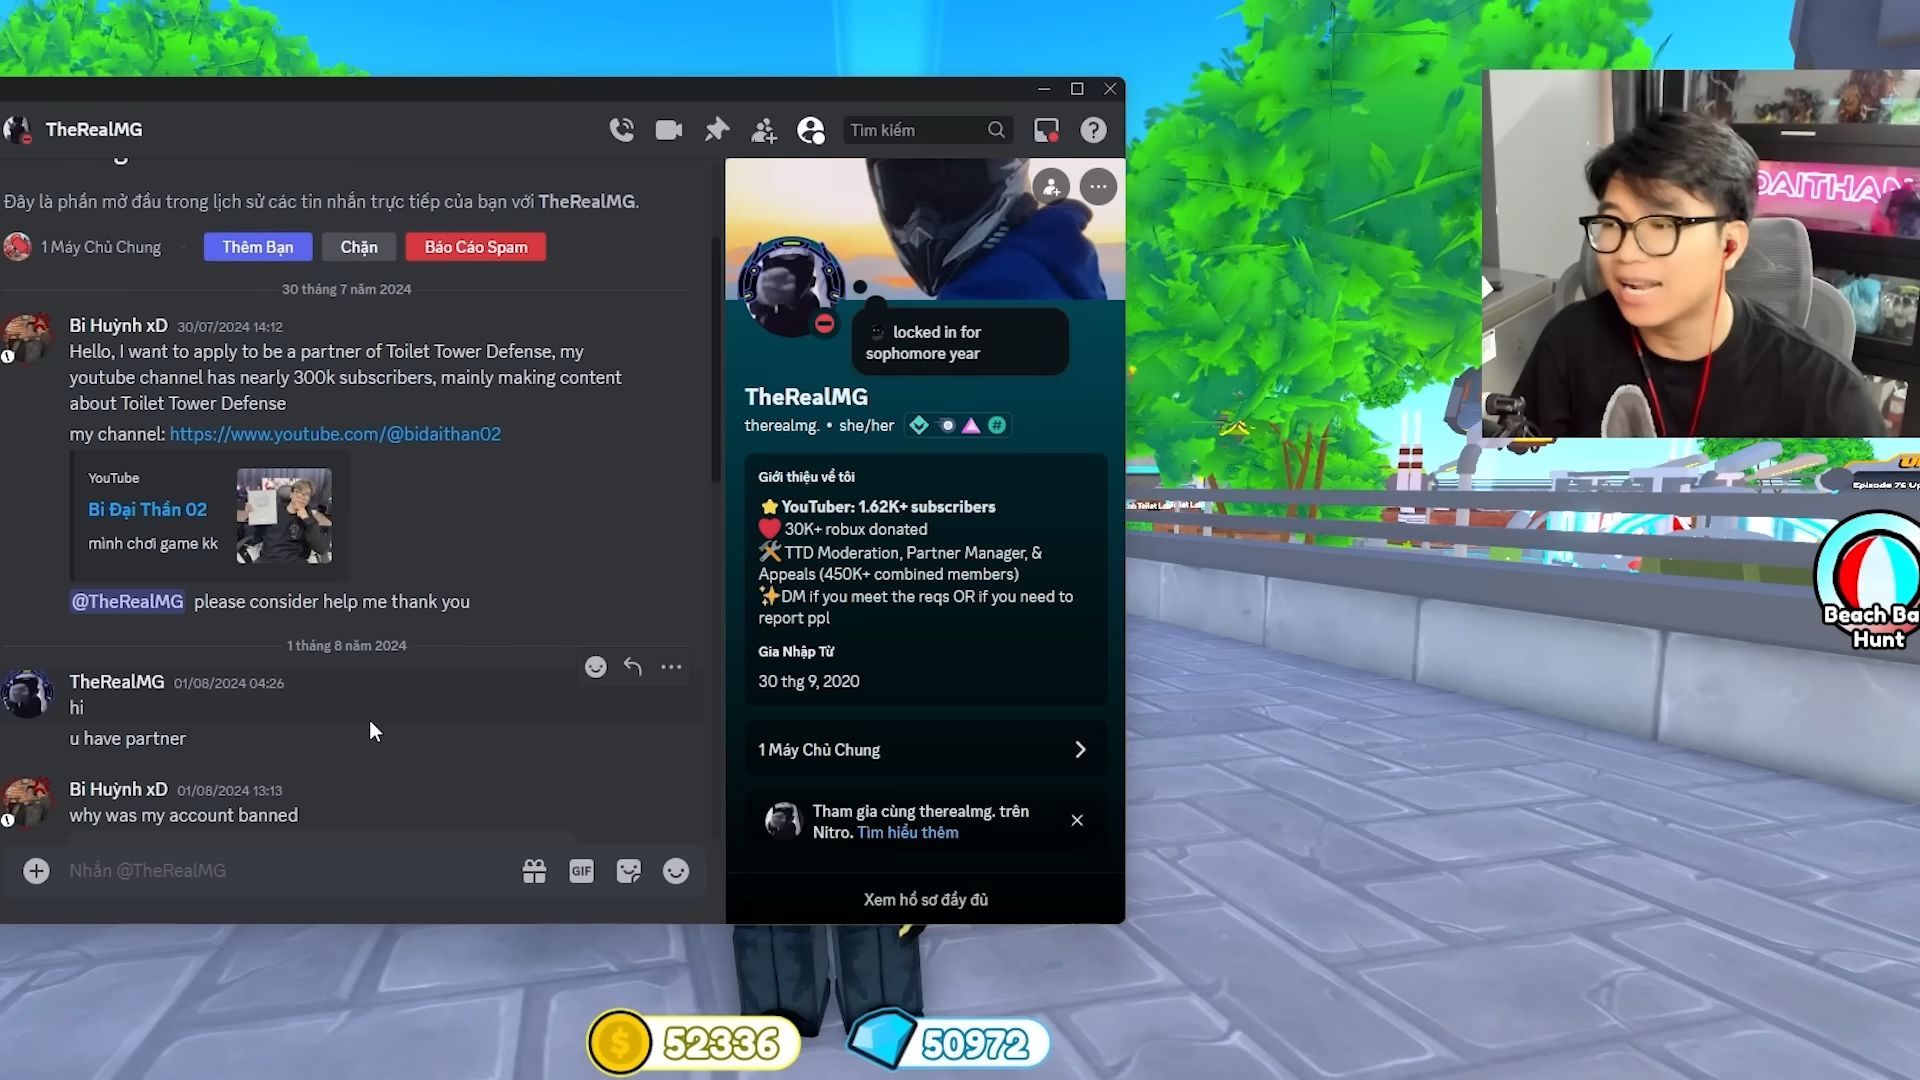 TheRealMG
Tìm kiếm
Đây là phần mở đầu trong lịch sử các tin nhắn trực tiếp của bạn với TheRealMG.
1 Máy Chủ Chung
Thêm Bạn
Chặn
Báo Cáo Spam
30 tháng 7 năm 2024
Bi Huỳnh xD 30/07/2024 14:12
Hello, I want to apply to be a partner of Toilet Tower Defense, my
youtube channel has nearly 300k subscribers, mainly making content
about Toilet Tower Defense
my channel: https://www.youtube.com/@bidaithan02
YouTube
Bi Đại Thần 02
mình chơi game kk
@TheRealMG please consider help me thank you
1 tháng 8 năm 2024
TheRealMG 01/08/2024 04:26
hi
u have partner
Bi Huỳnh xD 01/08/2024 13:13
why was my account banned
Nhắn @TheRealMG
GIF
locked in for
sophomore year
TheRealMG
therealmg. • she/her
#
Giới thiệu về tôi
⭐ YouTuber: 1.62K+ subscribers
❤️ 30K+ robux donated
🛠️ TTD Moderation, Partner Manager, &
Appeals (450K+ combined members)
✨DM if you meet the reqs OR if you need to
report ppl
Gia Nhập Từ
30 thg 9, 2020
1 Máy Chủ Chung
Tham gia cùng therealmg. trên
Nitro. Tìm hiểu thêm
Xem hồ sơ đầy đủ
DAITHAN
Episode 76 Up
Beach Ba
Hunt
52336
50972